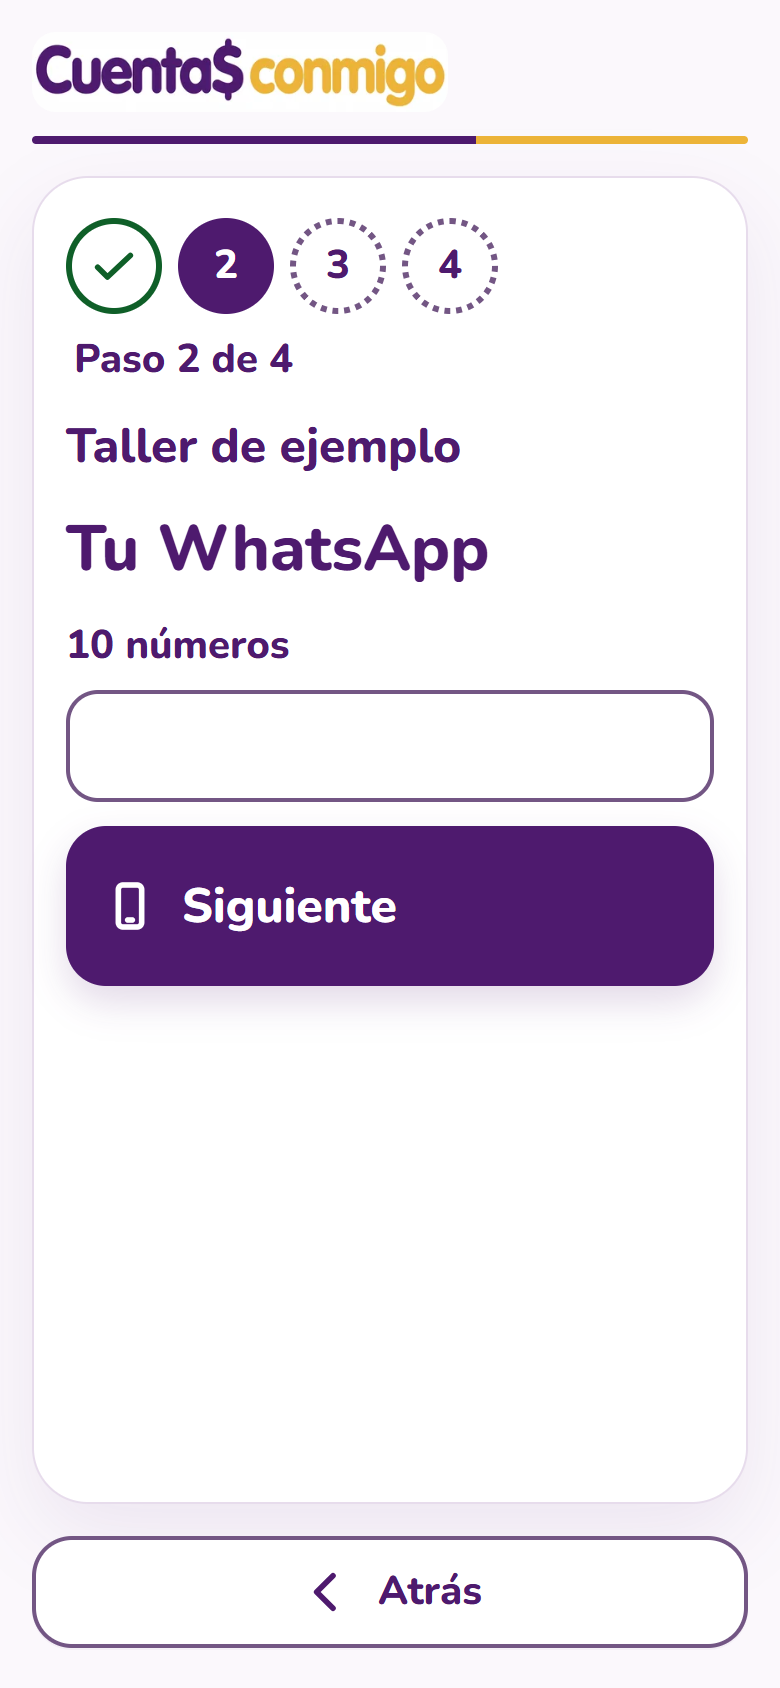 Cuenta$ conmigo
2 3 4
Paso 2 de 4
Taller de ejemplo
Tu WhatsApp
10 números
Siguiente
Atrás